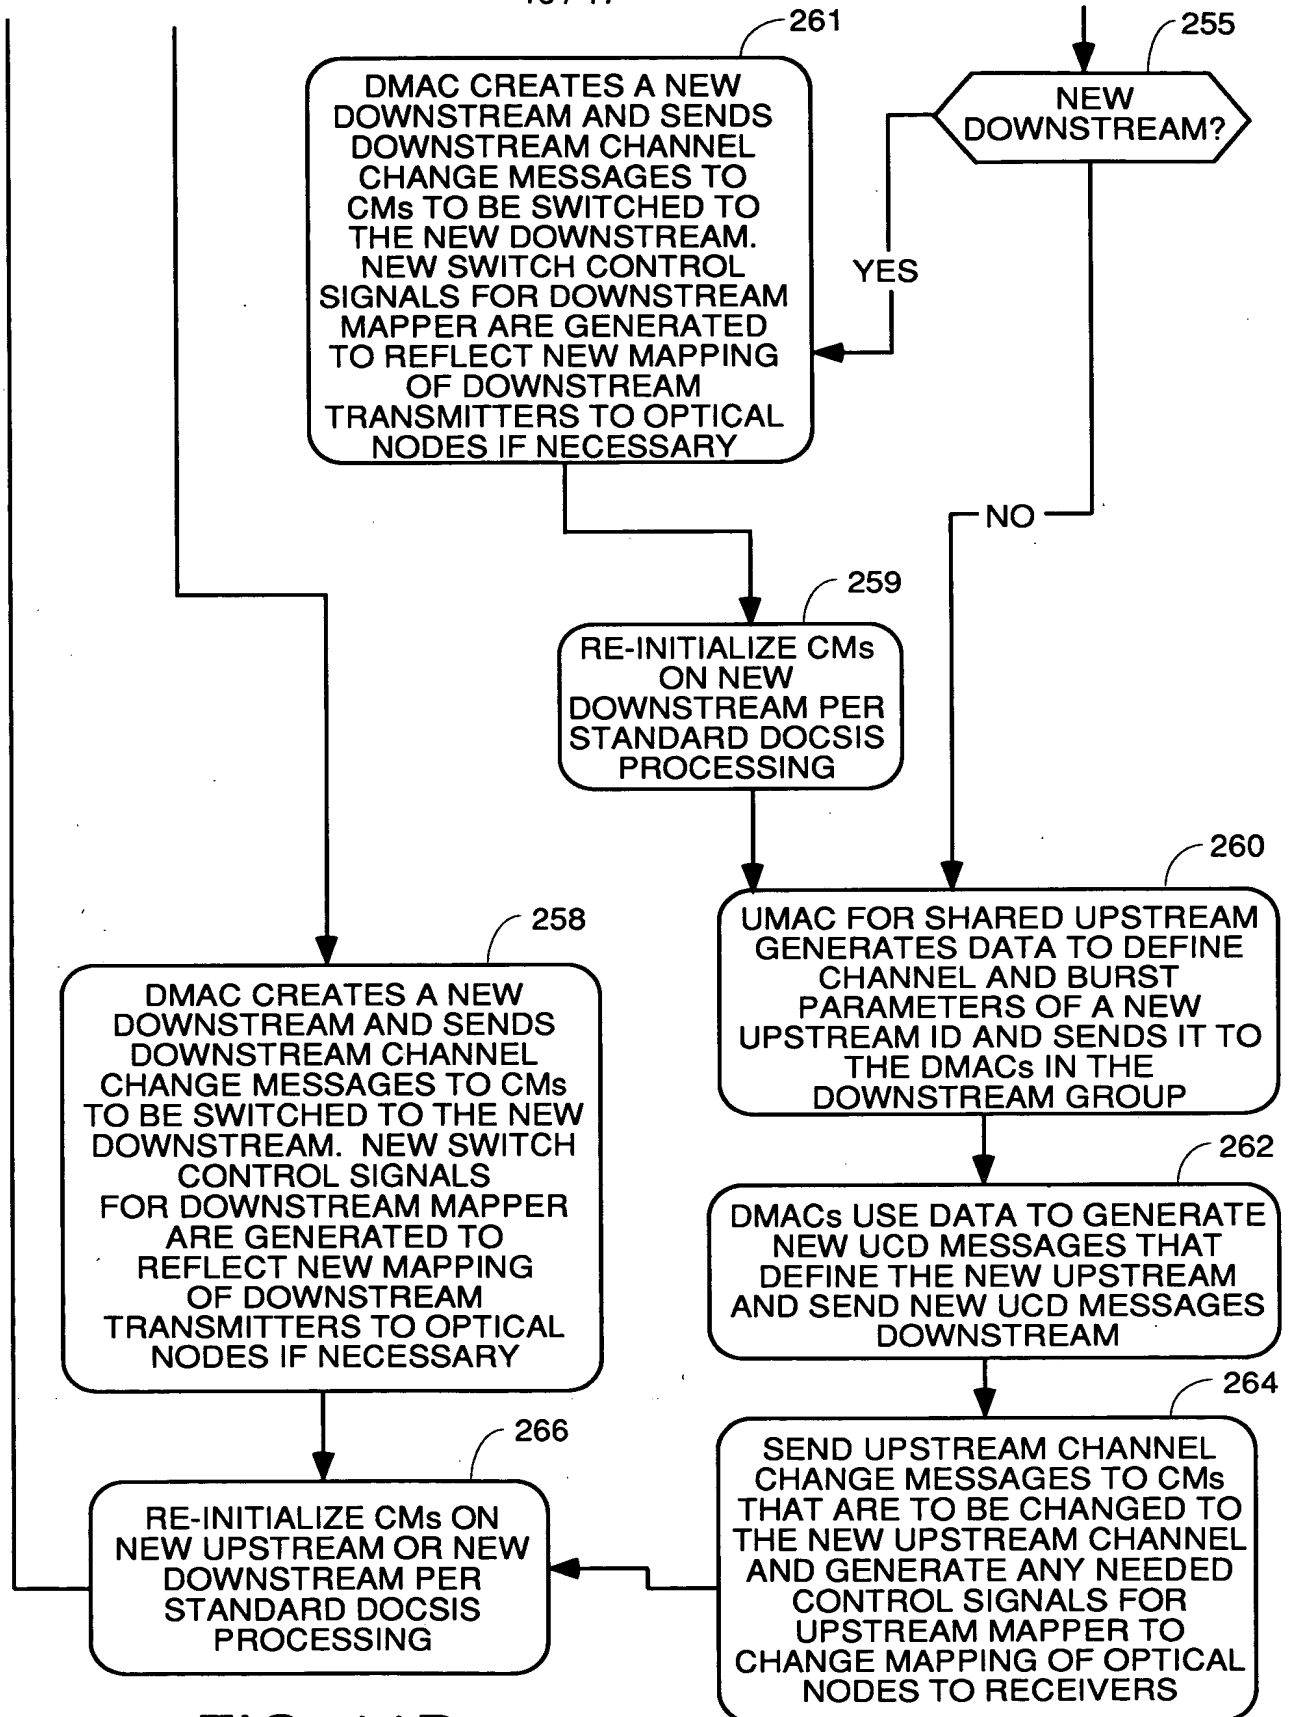 261
DMAC CREATES A NEW
DOWNSTREAM AND SENDS
DOWNSTREAM CHANNEL
CHANGE MESSAGES TO
CMs TO BE SWITCHED TO
THE NEW DOWNSTREAM.
NEW SWITCH CONTROL
SIGNALS FOR DOWNSTREAM
MAPPER ARE GENERATED
TO REFLECT NEW MAPPING
OF DOWNSTREAM
TRANSMITTERS TO OPTICAL
NODES IF NECESSARY
255
NEW
DOWNSTREAM?
YES
NO
259
RE-INITIALIZE CMs
ON NEW
DOWNSTREAM PER
STANDARD DOCSIS
PROCESSING
260
UMAC FOR SHARED UPSTREAM
GENERATES DATA TO DEFINE
CHANNEL AND BURST
PARAMETERS OF A NEW
UPSTREAM ID AND SENDS IT TO
THE DMACs IN THE
DOWNSTREAM GROUP
258
DMAC CREATES A NEW
DOWNSTREAM AND SENDS
DOWNSTREAM CHANNEL
CHANGE MESSAGES TO CMs
TO BE SWITCHED TO THE NEW
DOWNSTREAM. NEW SWITCH
CONTROL SIGNALS
FOR DOWNSTREAM MAPPER
ARE GENERATED TO
REFLECT NEW MAPPING
OF DOWNSTREAM
TRANSMITTERS TO OPTICAL
NODES IF NECESSARY
262
DMACs USE DATA TO GENERATE
NEW UCD MESSAGES THAT
DEFINE THE NEW UPSTREAM
AND SEND NEW UCD MESSAGES
DOWNSTREAM
264
SEND UPSTREAM CHANNEL
CHANGE MESSAGES TO CMs
THAT ARE TO BE CHANGED TO
THE NEW UPSTREAM CHANNEL
AND GENERATE ANY NEEDED
CONTROL SIGNALS FOR
UPSTREAM MAPPER TO
CHANGE MAPPING OF OPTICAL
NODES TO RECEIVERS
266
RE-INITIALIZE CMs ON
NEW UPSTREAM OR NEW
DOWNSTREAM PER
STANDARD DOCSIS
PROCESSING